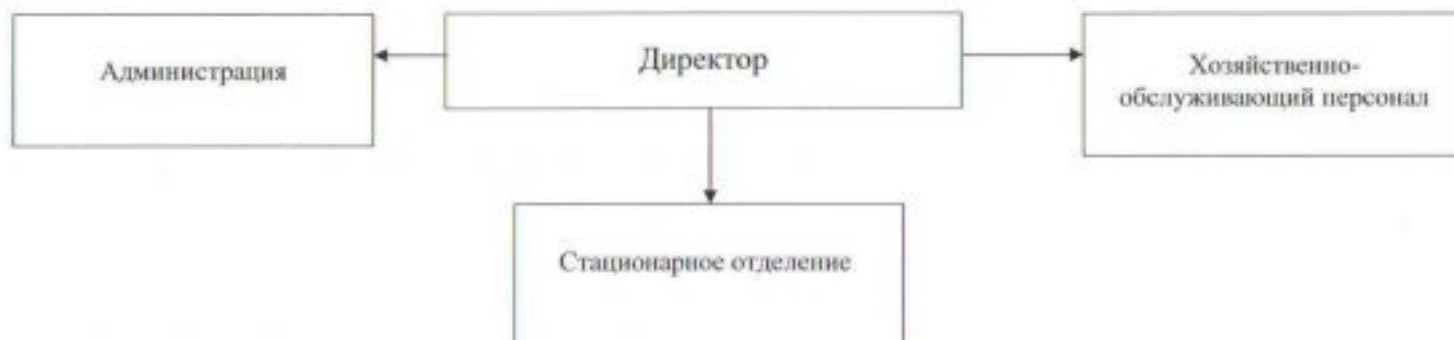 Администрация
Директор
Хозяйственно-
обслуживающий персонал
Стационарное отделение